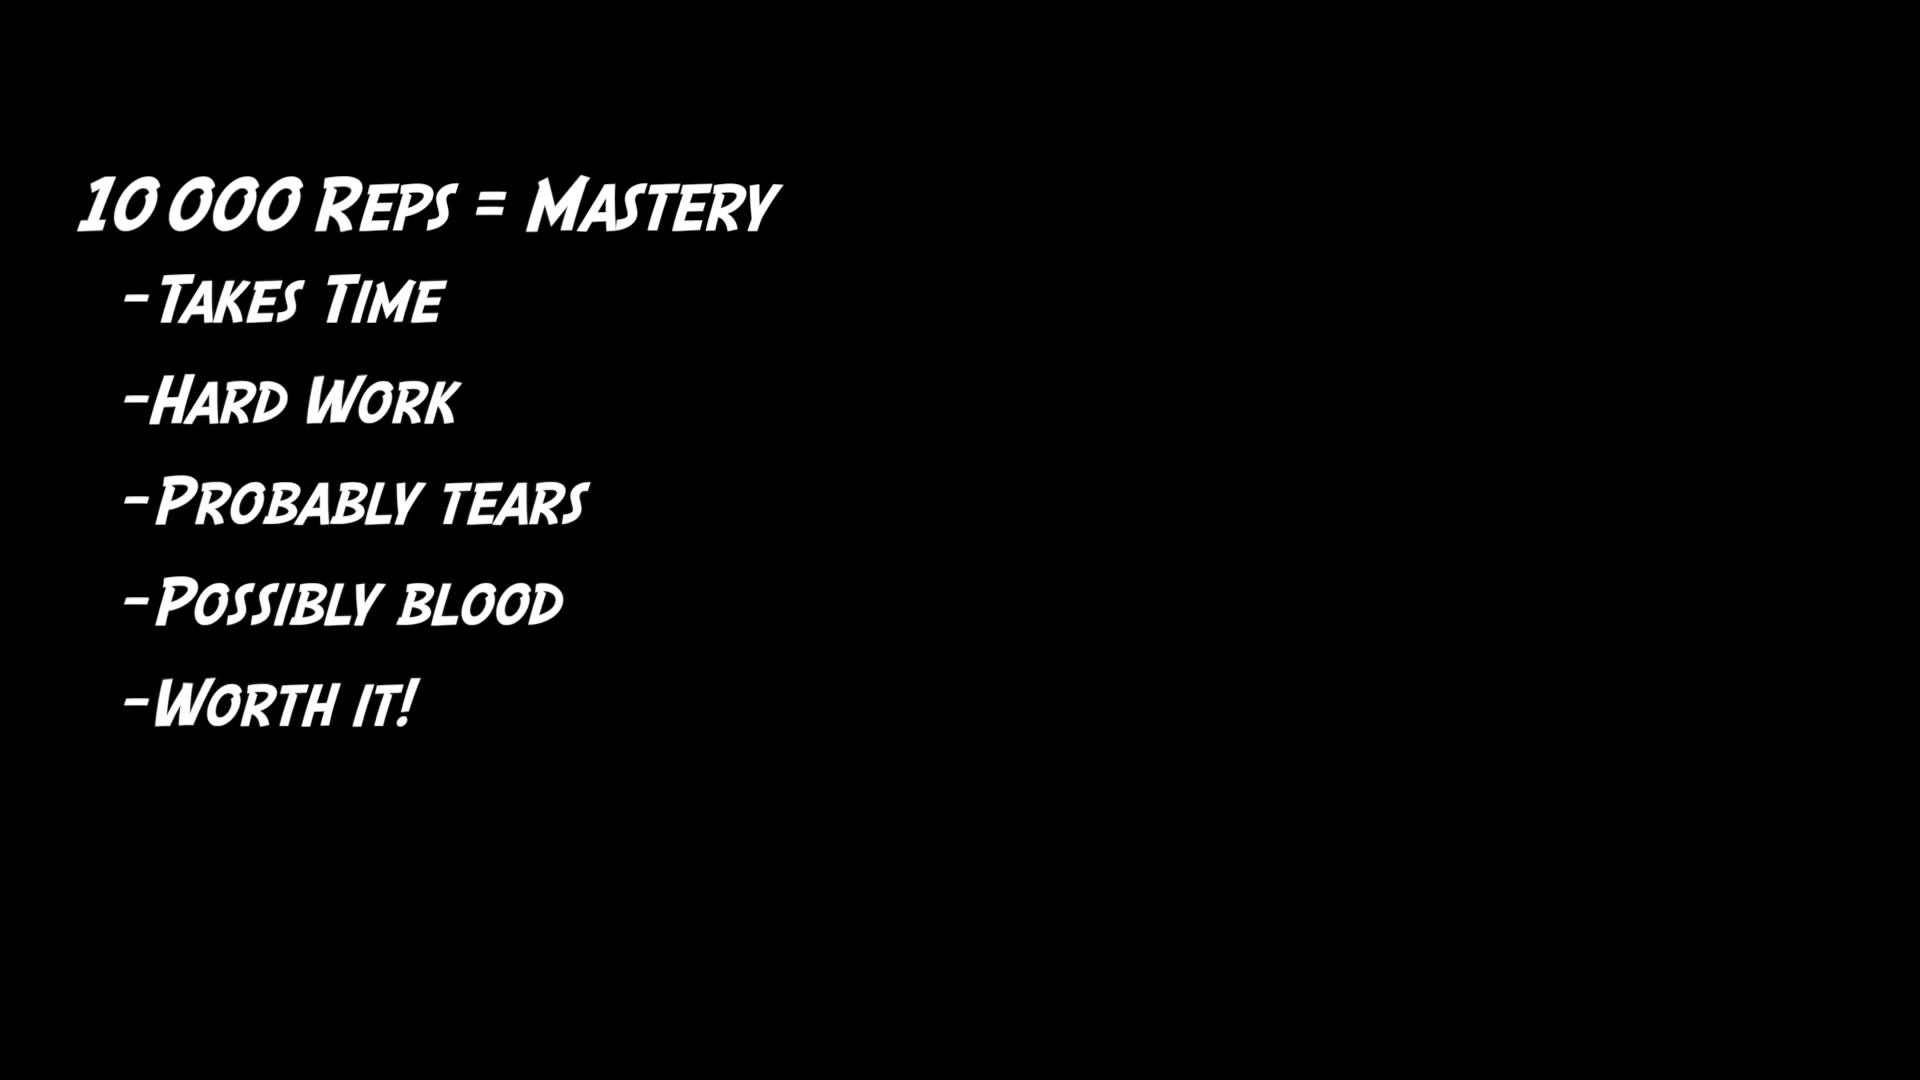 10 000 Reps = Mastery
-Takes Time
-Hard Work
-Probably tears
-Possibly blood
-Worth it!